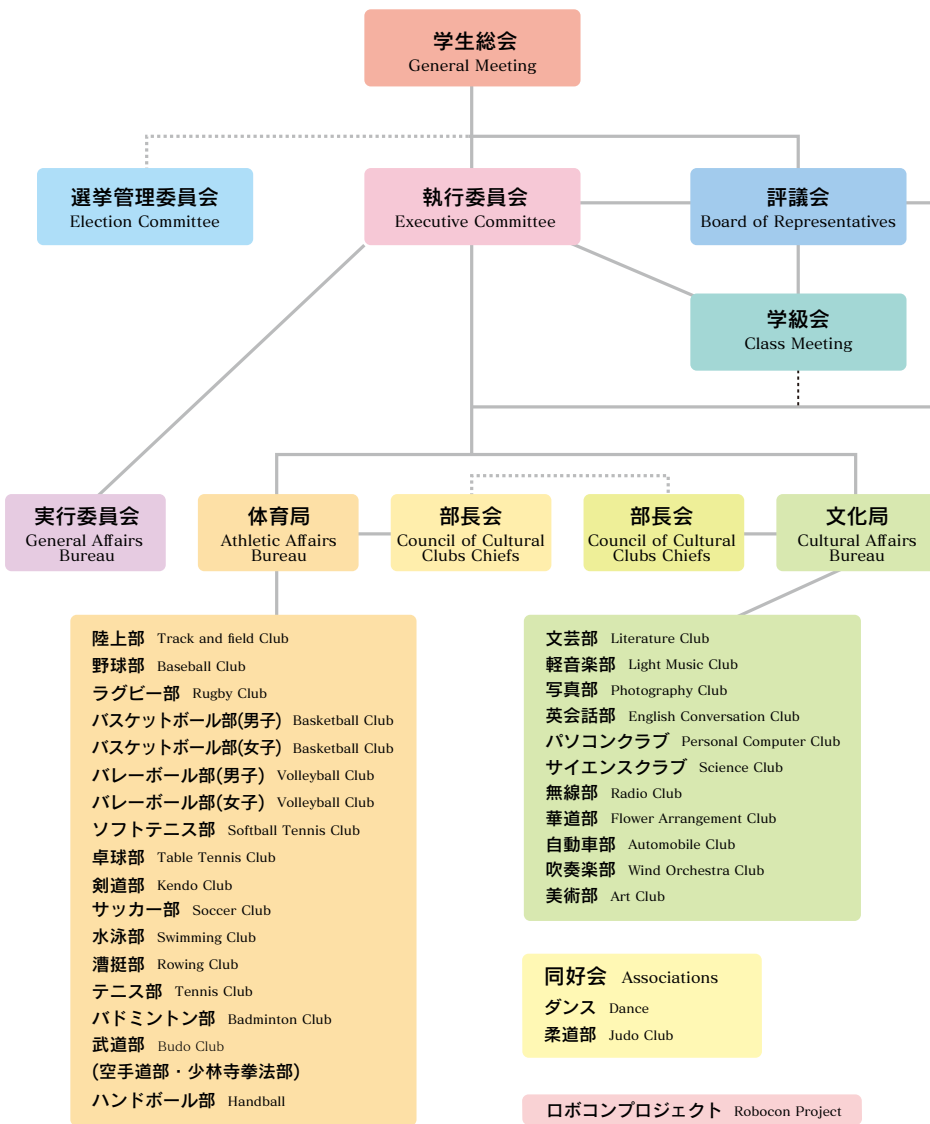 学生総会
General Meeting
選挙管理委員会
Election Committee
執行委員会
Executive Committee
評議会
Board of Representatives
学級会
Class Meeting
実行委員会
General Affairs
Bureau
体育局
Athletic Affairs
Bureau
部長会
Council of Cultural
Clubs Chiefs
部長会
Council of Cultural
Clubs Chiefs
文化局
Cultural Affairs
Bureau
陸上部 Track and field Club
野球部 Baseball Club
ラグビー部 Rugby Club
バスケットボール部(男子) Basketball Club
バスケットボール部(女子) Basketball Club
バレーボール部(男子) Volleyball Club
バレーボール部(女子) Volleyball Club
ソフトテニス部 Softball Tennis Club
卓球部 Table Tennis Club
剣道部 Kendo Club
サッカー部 Soccer Club
水泳部 Swimming Club
漕挺部 Rowing Club
テニス部 Tennis Club
バドミントン部 Badminton Club
武道部 Budo Club
(空手道部・少林寺拳法部)
ハンドボール部 Handball
文芸部 Literature Club
軽音楽部 Light Music Club
写真部 Photography Club
英会話部 English Conversation Club
パソコンクラブ Personal Computer Club
サイエンスクラブ Science Club
無線部 Radio Club
華道部 Flower Arrangement Club
自動車部 Automobile Club
吹奏楽部 Wind Orchestra Club
美術部 Art Club
同好会 Associations
ダンス Dance
柔道部 Judo Club
ロボコンプロジェクト Robocon Project